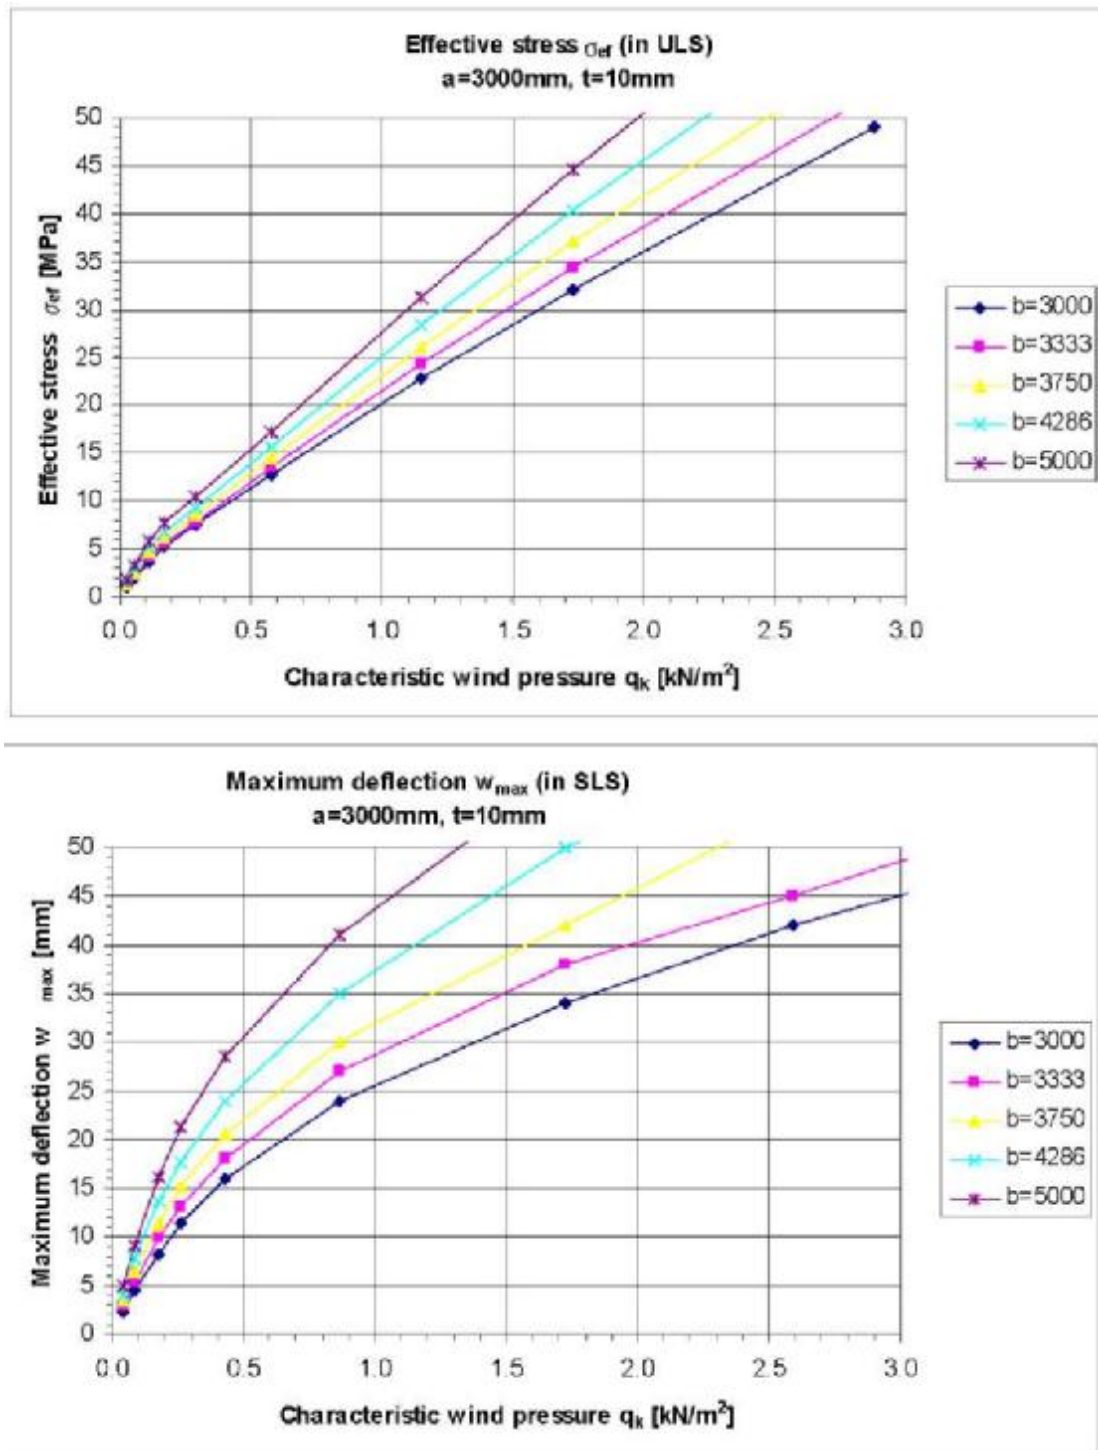 Effective stress σef (in ULS)
a=3000mm, t=10mm
Effective stress σef [MPa]
50
45
40
35
30
25
20
15
10
5
0
0.0 0.5 1.0 1.5 2.0 2.5 3.0
Characteristic wind pressure qk [kN/m²]
b=3000
b=3333
b=3750
b=4286
b=5000
Maximum deflection wmax (in SLS)
a=3000mm, t=10mm
Maximum deflection w max [mm]
50
45
40
35
30
25
20
15
10
5
0
0.0 0.5 1.0 1.5 2.0 2.5 3.0
Characteristic wind pressure qk [kN/m²]
b=3000
b=3333
b=3750
b=4286
b=5000